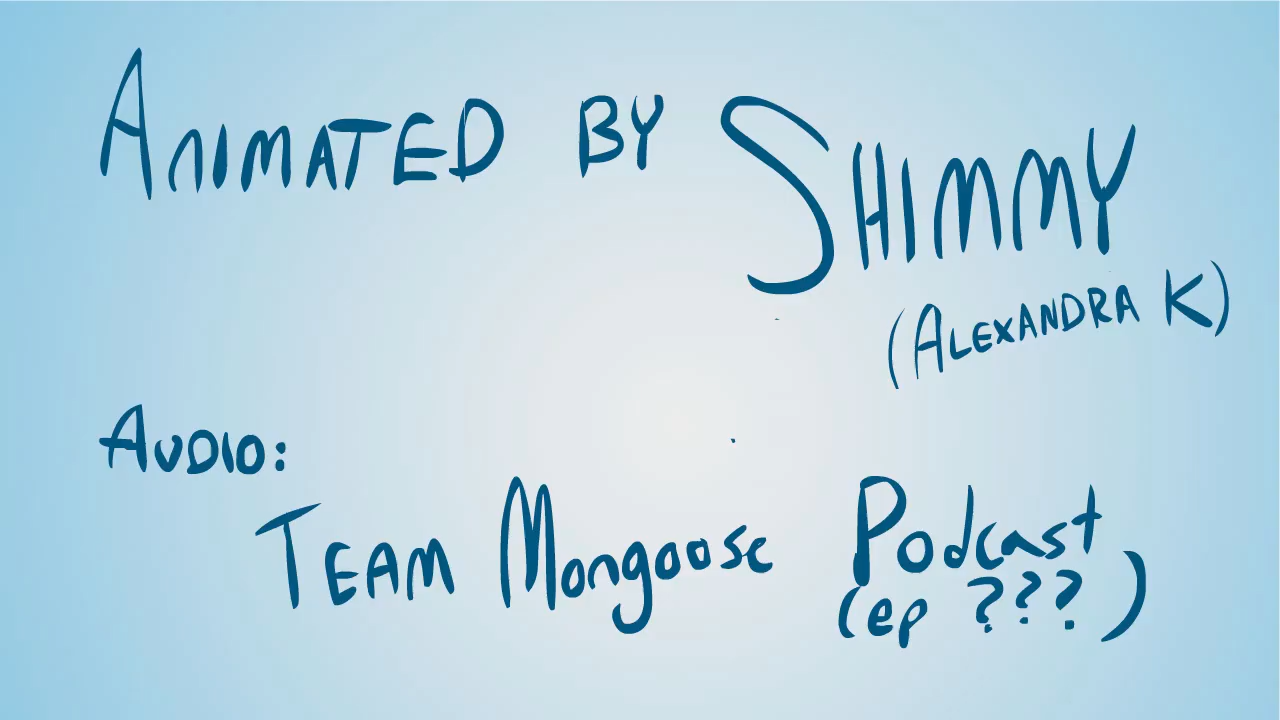 ANIMATED BY SHIMMY
(ALEXANDRA K)
AUDIO:
TEAM Mongoose Podcast
(ep ???)